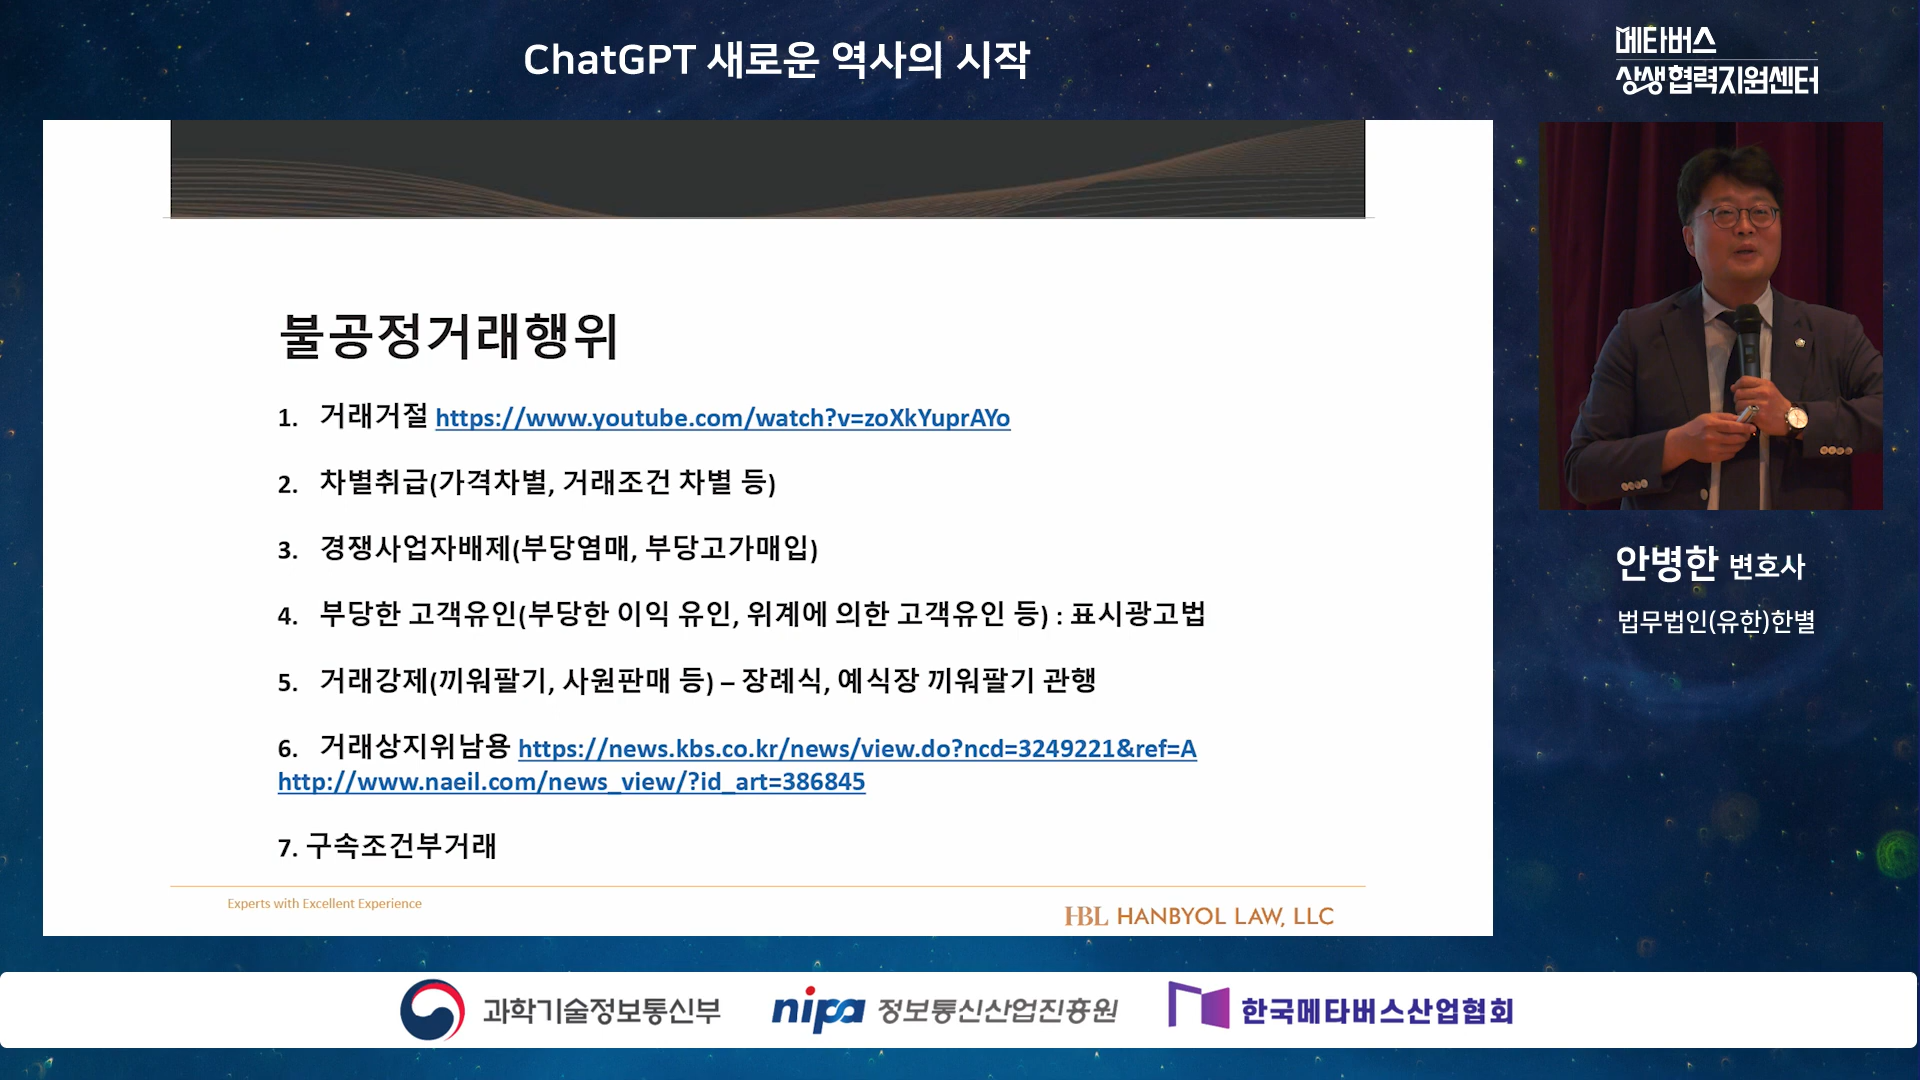 ChatGPT 새로운 역사의 시작
메타버스
상생협력지원센터
불공정거래행위
1. 거래거절 https://www.youtube.com/watch?v=zoXkYuprAYo
2. 차별취급(가격차별, 거래조건 차별 등)
3. 경쟁사업자배제(부당염매, 부당고가매입)
4. 부당한 고객유인(부당한 이익 유인, 위계에 의한 고객유인 등) : 표시광고법
5. 거래강제(끼워팔기, 사원판매 등) – 장례식, 예식장 끼워팔기 관행
6. 거래상지위남용 https://news.kbs.co.kr/news/view.do?ncd=3249221&ref=A
http://www.naeil.com/news_view/?id_art=386845
7. 구속조건부거래
Experts with Excellent Experience
HBL HANBYOL LAW, LLC
안병한 변호사
법무법인(유한)한별
과학기술정보통신부
nipa 정보통신산업진흥원
한국메타버스산업협회